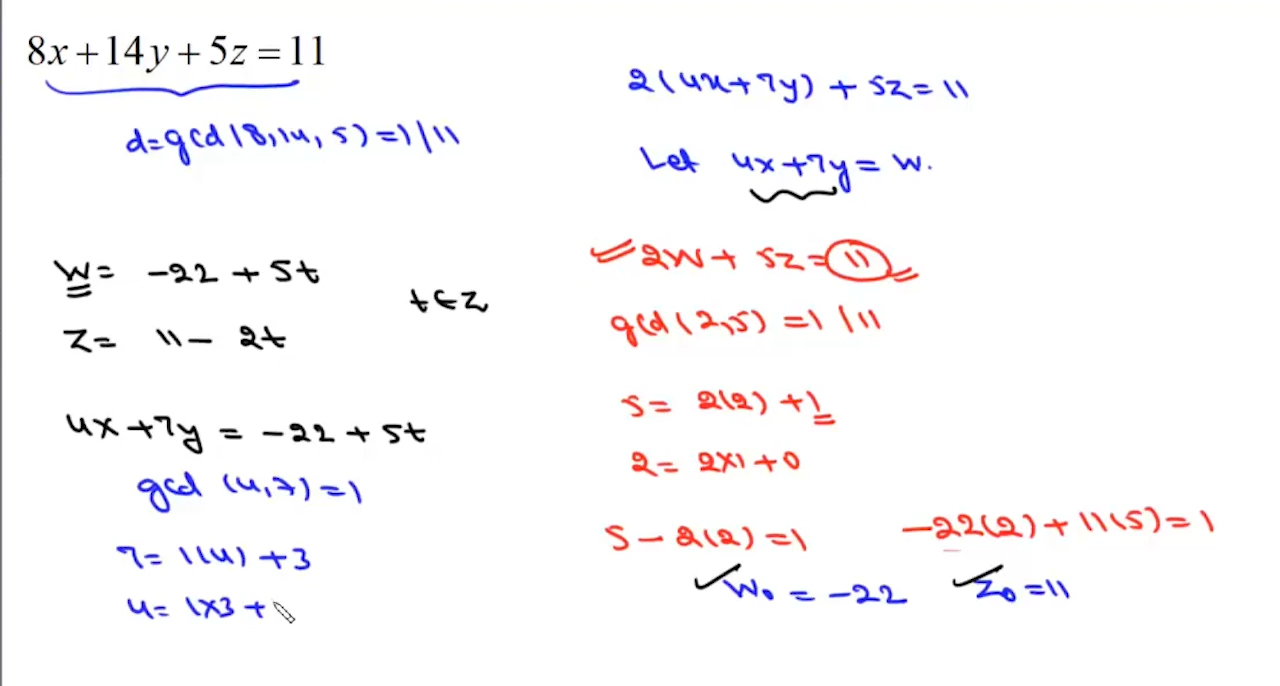 8x + 14y + 5z = 11
d = gcd(8, 14, 5) = 1 | 11
2(4x + 7y) + 5z = 11
Let 4x + 7y = w.
2w + 5z = 11
gcd(2, 5) = 1 | 11
5 = 2(2) + 1
2 = 2x1 + 0
5 - 2(2) = 1
-22(2) + 11(5) = 1
w₀ = -22
z₀ = 11
w = -22 + 5t
z = 11 - 2t
t ∈ Z
4x + 7y = -22 + 5t
gcd (4, 7) = 1
7 = 1(4) + 3
4 = 1x3 +